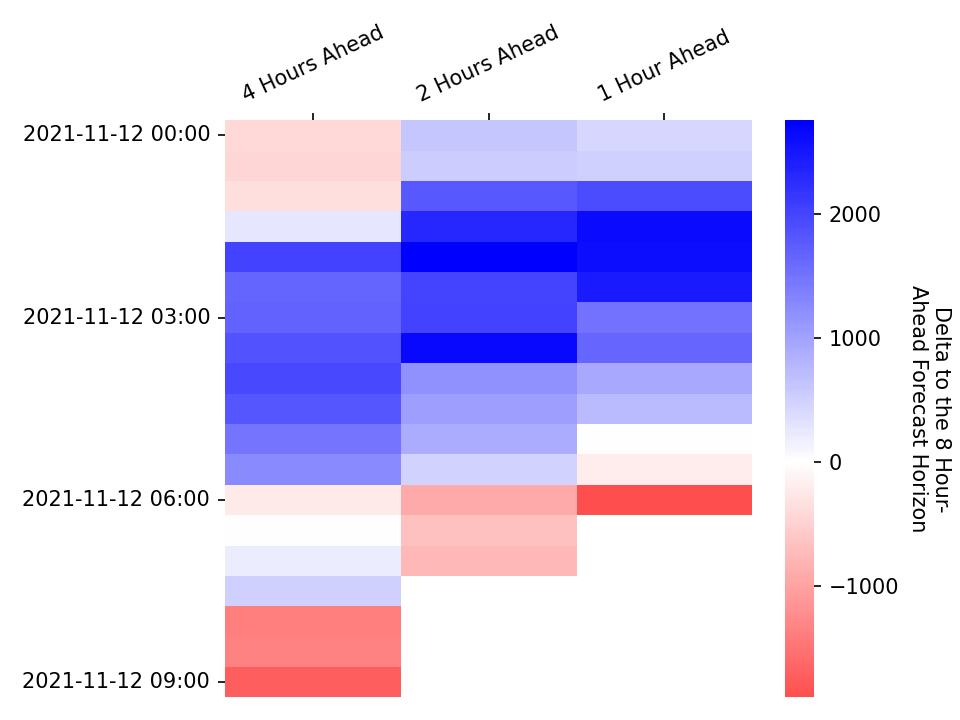 4 Hours Ahead
2 Hours Ahead
1 Hour Ahead
2021-11-12 00:00
2021-11-12 03:00
2021-11-12 06:00
2021-11-12 09:00
2000
1000
0
−1000
Delta to the 8 Hour-
Ahead Forecast Horizon